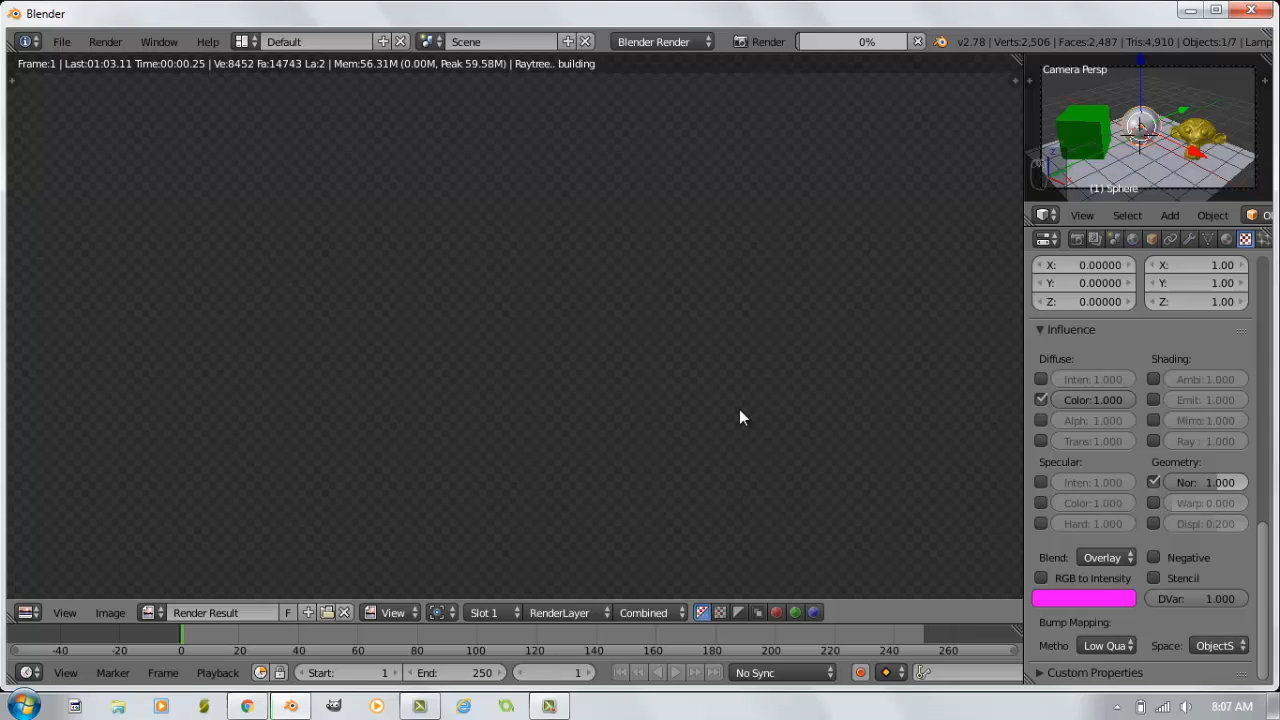 Blender
File Render Window Help Default Scene Blender Render Render 0% v2.78 | Verts:2,506 | Faces:2,487 | Tris:4,910 | Objects:1/7 | Lamp
Frame:1 | Last:01:03.11 Time:00:00.25 | Ve:8452 Fa:14743 La:2 | Mem:56.31M (0.00M, Peak 59.58M) | Raytree.. building
Camera Persp
(1) Sphere
View Select Add Object
X: 0.00000 X: 1.00
Y: 0.00000 Y: 1.00
Z: 0.00000 Z: 1.00
Influence
Diffuse: Shading:
Inten: 1.000 Ambi: 1.000
Color: 1.000 Emit: 1.000
Alph: 1.000 Mirro: 1.000
Trans: 1.000 Ray : 1.000
Specular: Geometry:
Inten: 1.000 Nor: 1.000
Color: 1.000 Warp: 0.000
Hard: 1.000 Displ: 0.200
Blend: Overlay Negative
RGB to Intensity Stencil
DVar: 1.000
Bump Mapping:
Metho Low Qua Space: ObjectS
Custom Properties
View Image Render Result F View Slot 1 RenderLayer Combined
-40 -20 0 20 40 60 80 100 120 140 160 180 200 220 240 260
View Marker Frame Playback Start: 1 End: 250 1 No Sync
8:07 AM